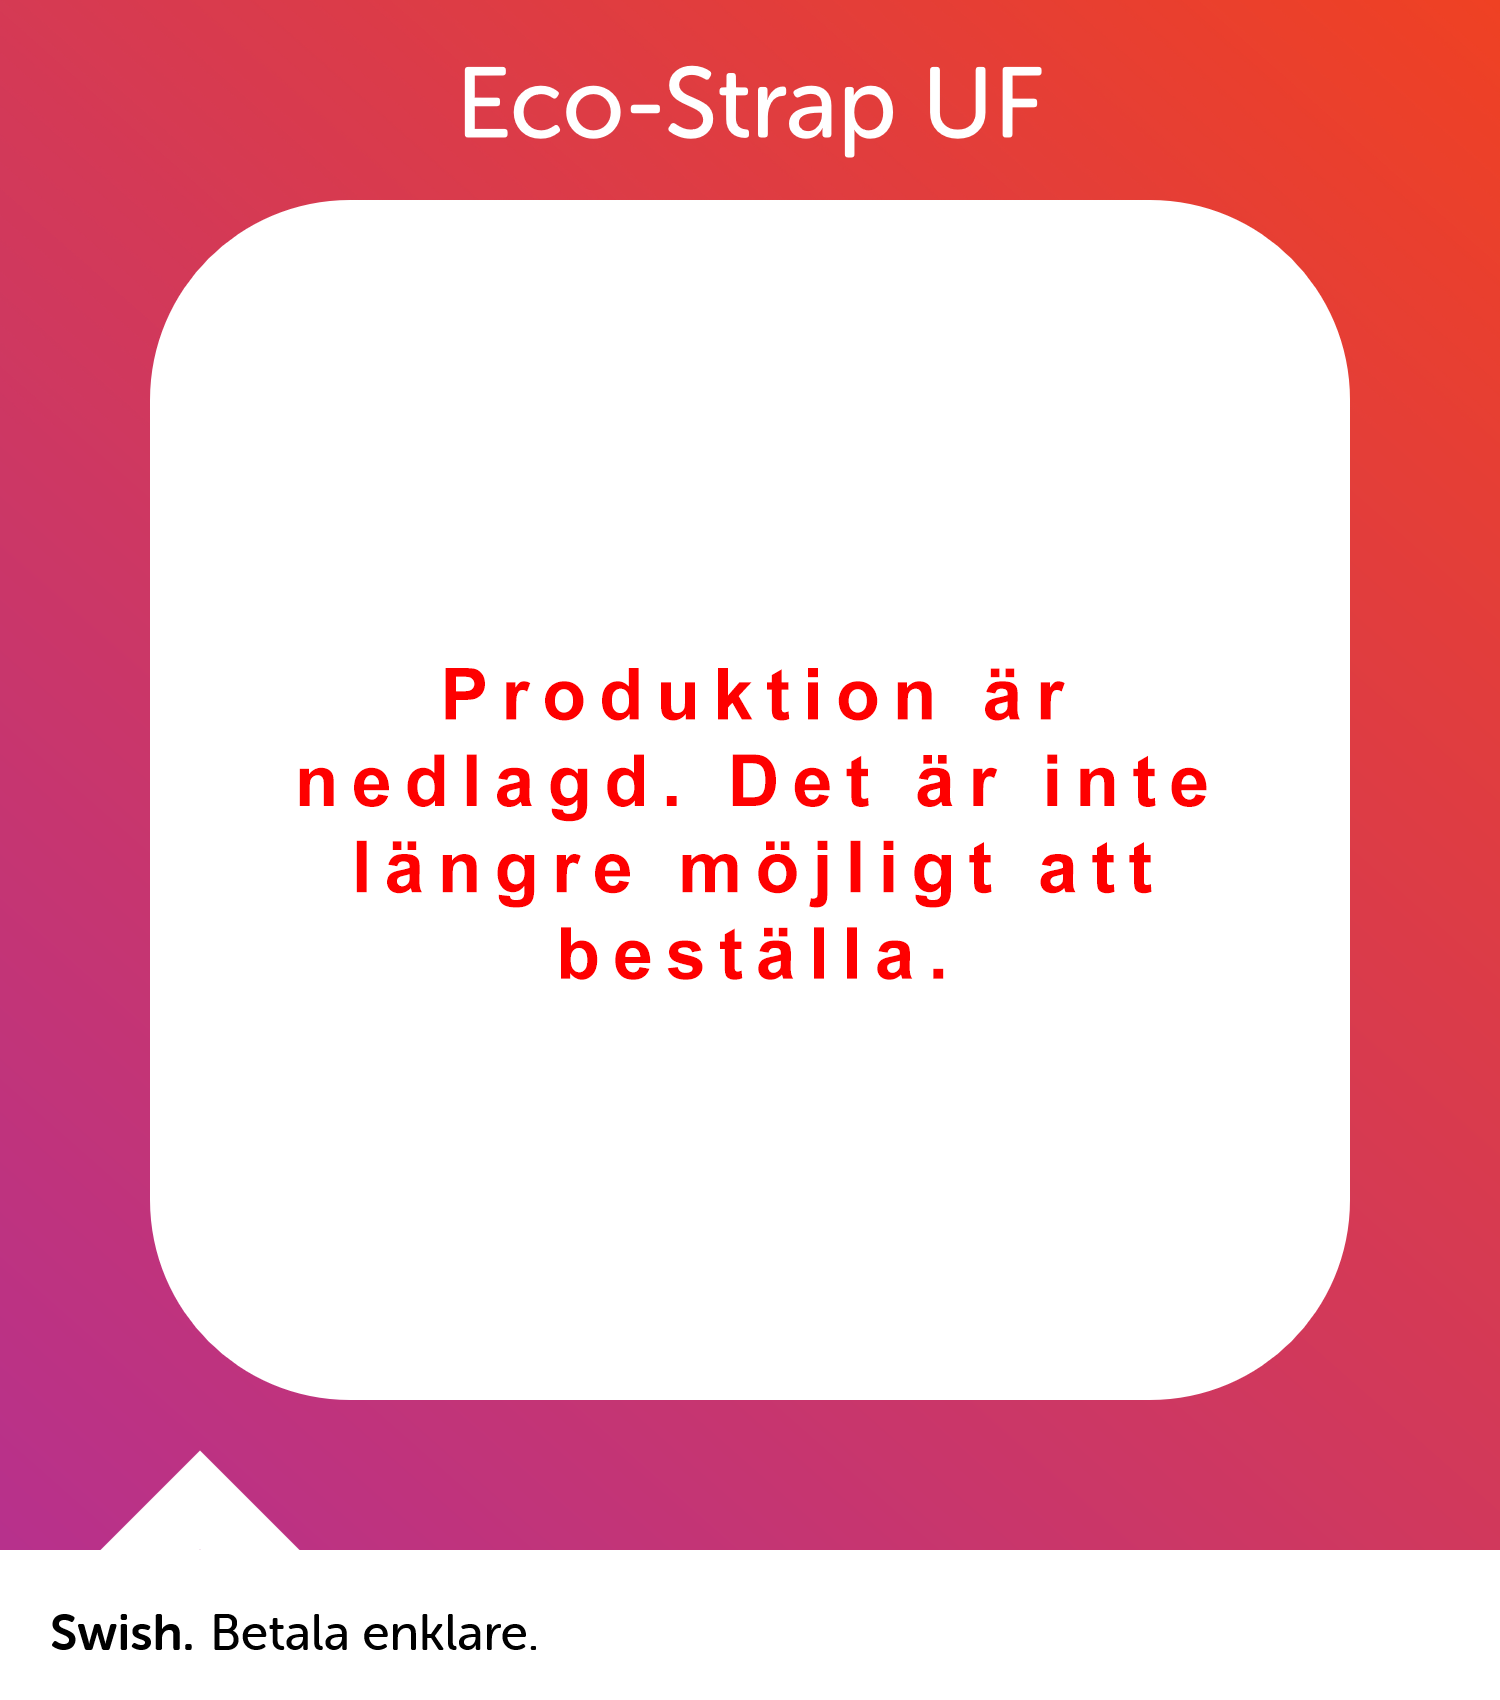 Eco-Strap UF
Produktion är
nedlagd. Det är inte
längre möjligt att
beställa.
Swish. Betala enklare.